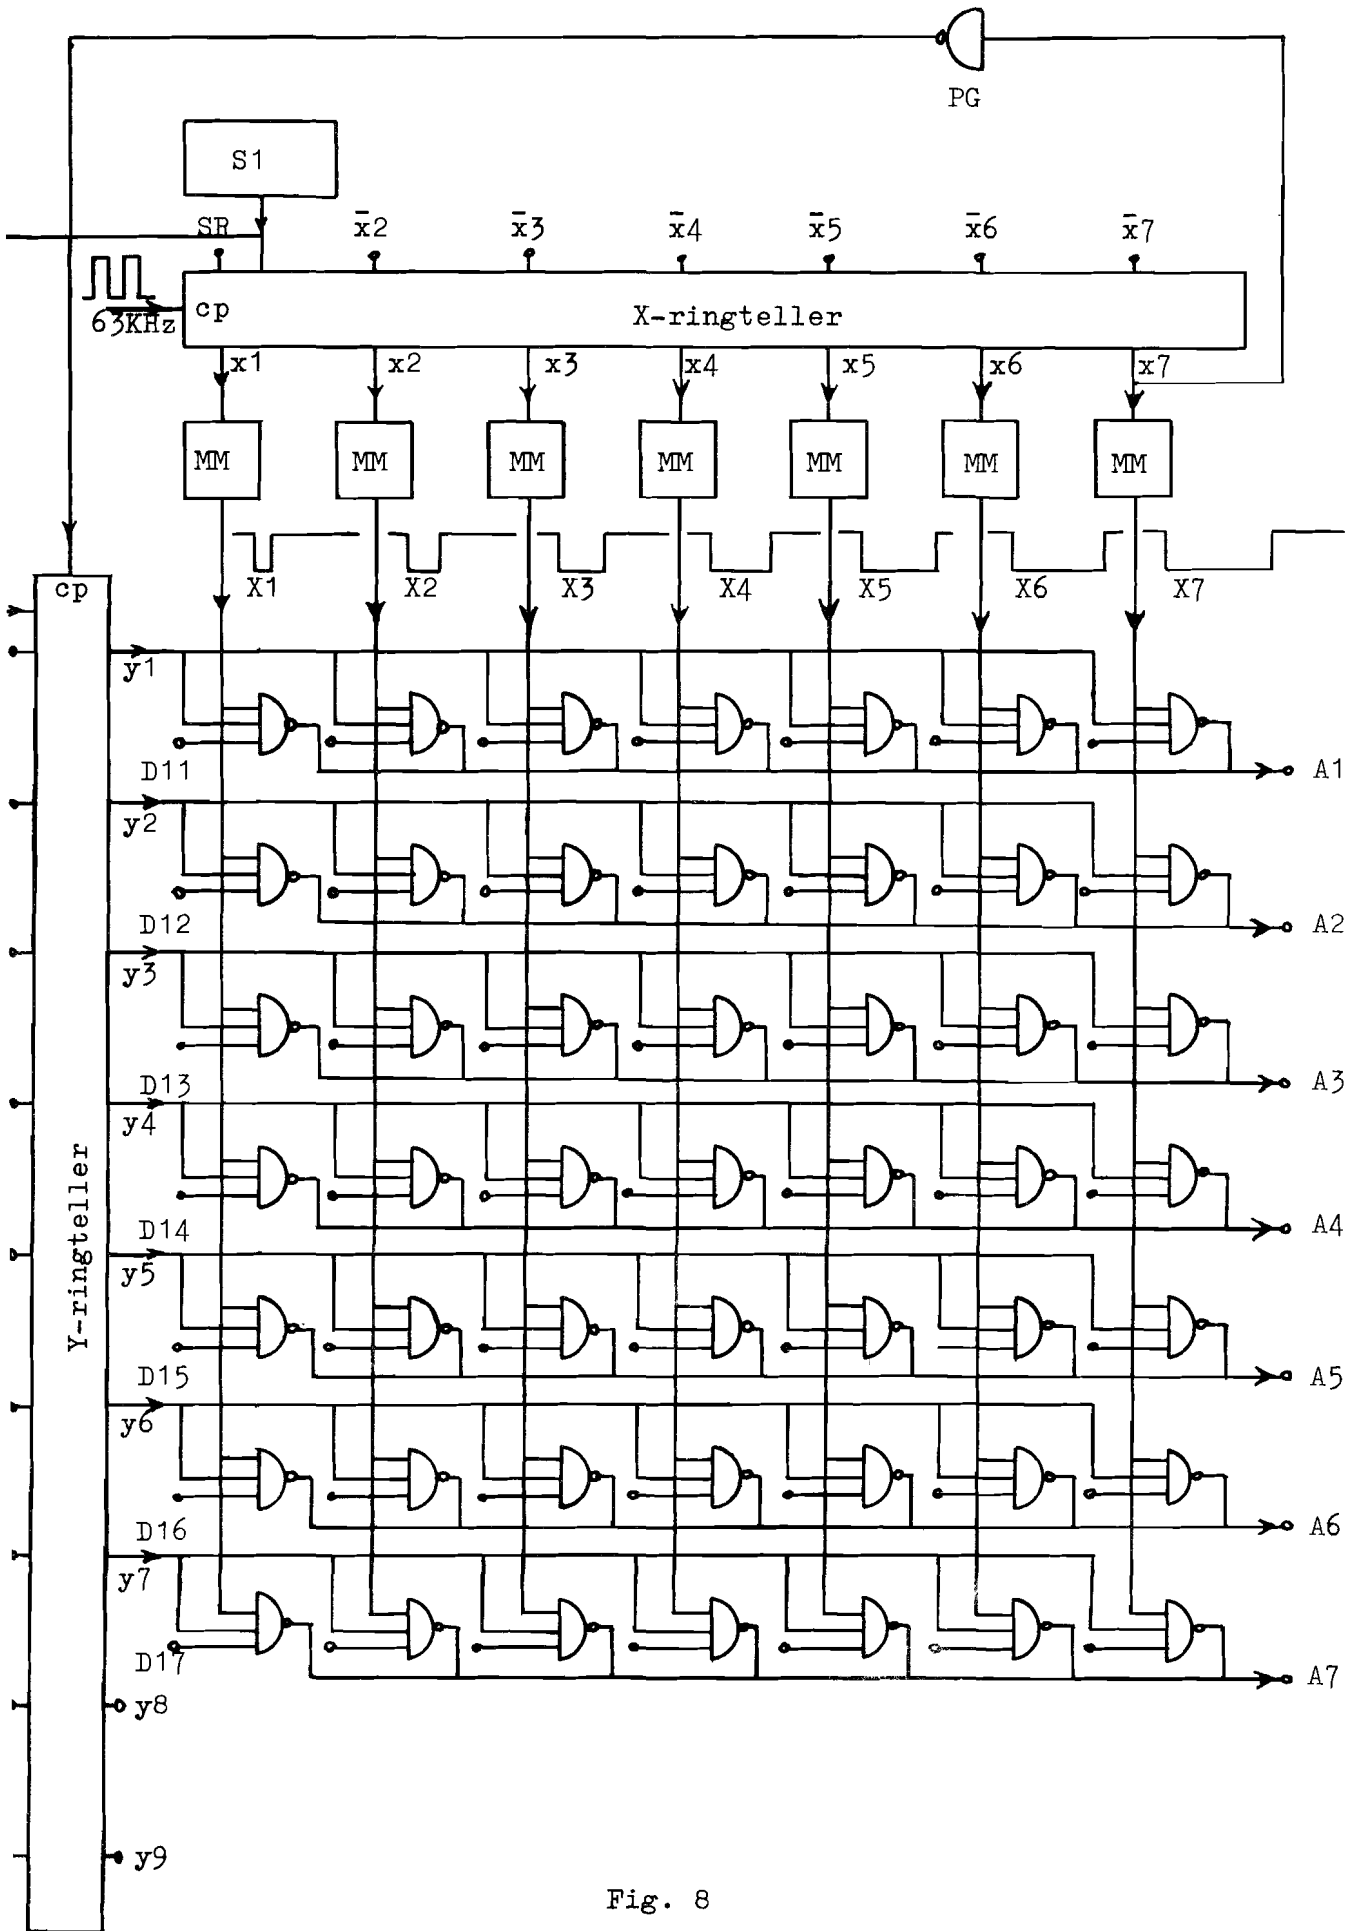 PG
S1
SR x̄2 x̄3 x̄4 x̄5 x̄6 x̄7
63KHz cp X-ringteller
x1 x2 x3 x4 x5 x6 x7
MM MM MM MM MM MM MM
cp X1 X2 X3 X4 X5 X6 X7
y1
D11 A1
y2
D12 A2
y3
D13 A3
y4
Y-ringteller
D14 A4
y5
D15 A5
y6
D16 A6
y7
D17 A7
y8
y9
Fig. 8